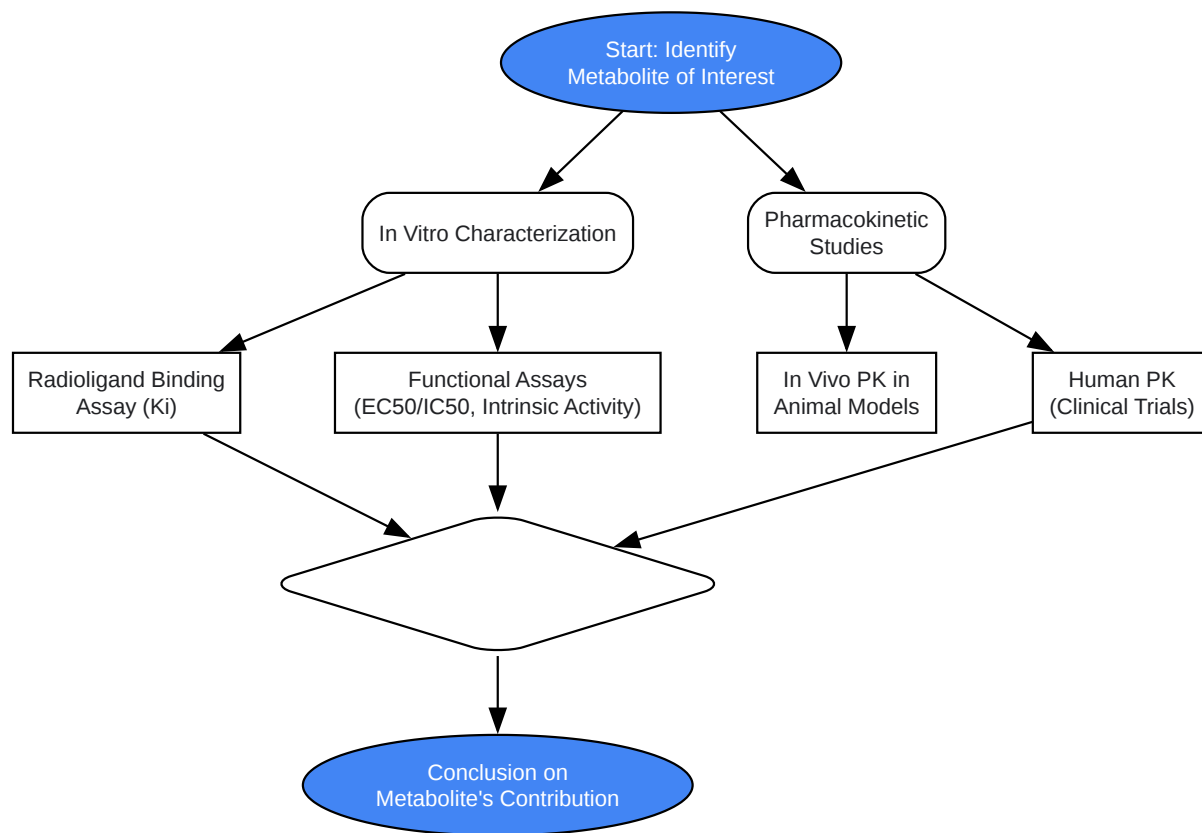 Start: Identify
Metabolite of Interest
In Vitro Characterization
Pharmacokinetic
Studies
Radioligand Binding
Assay (Ki)
Functional Assays
(EC50/IC50, Intrinsic Activity)
In Vivo PK in
Animal Models
Human PK
(Clinical Trials)
Conclusion on
Metabolite's Contribution